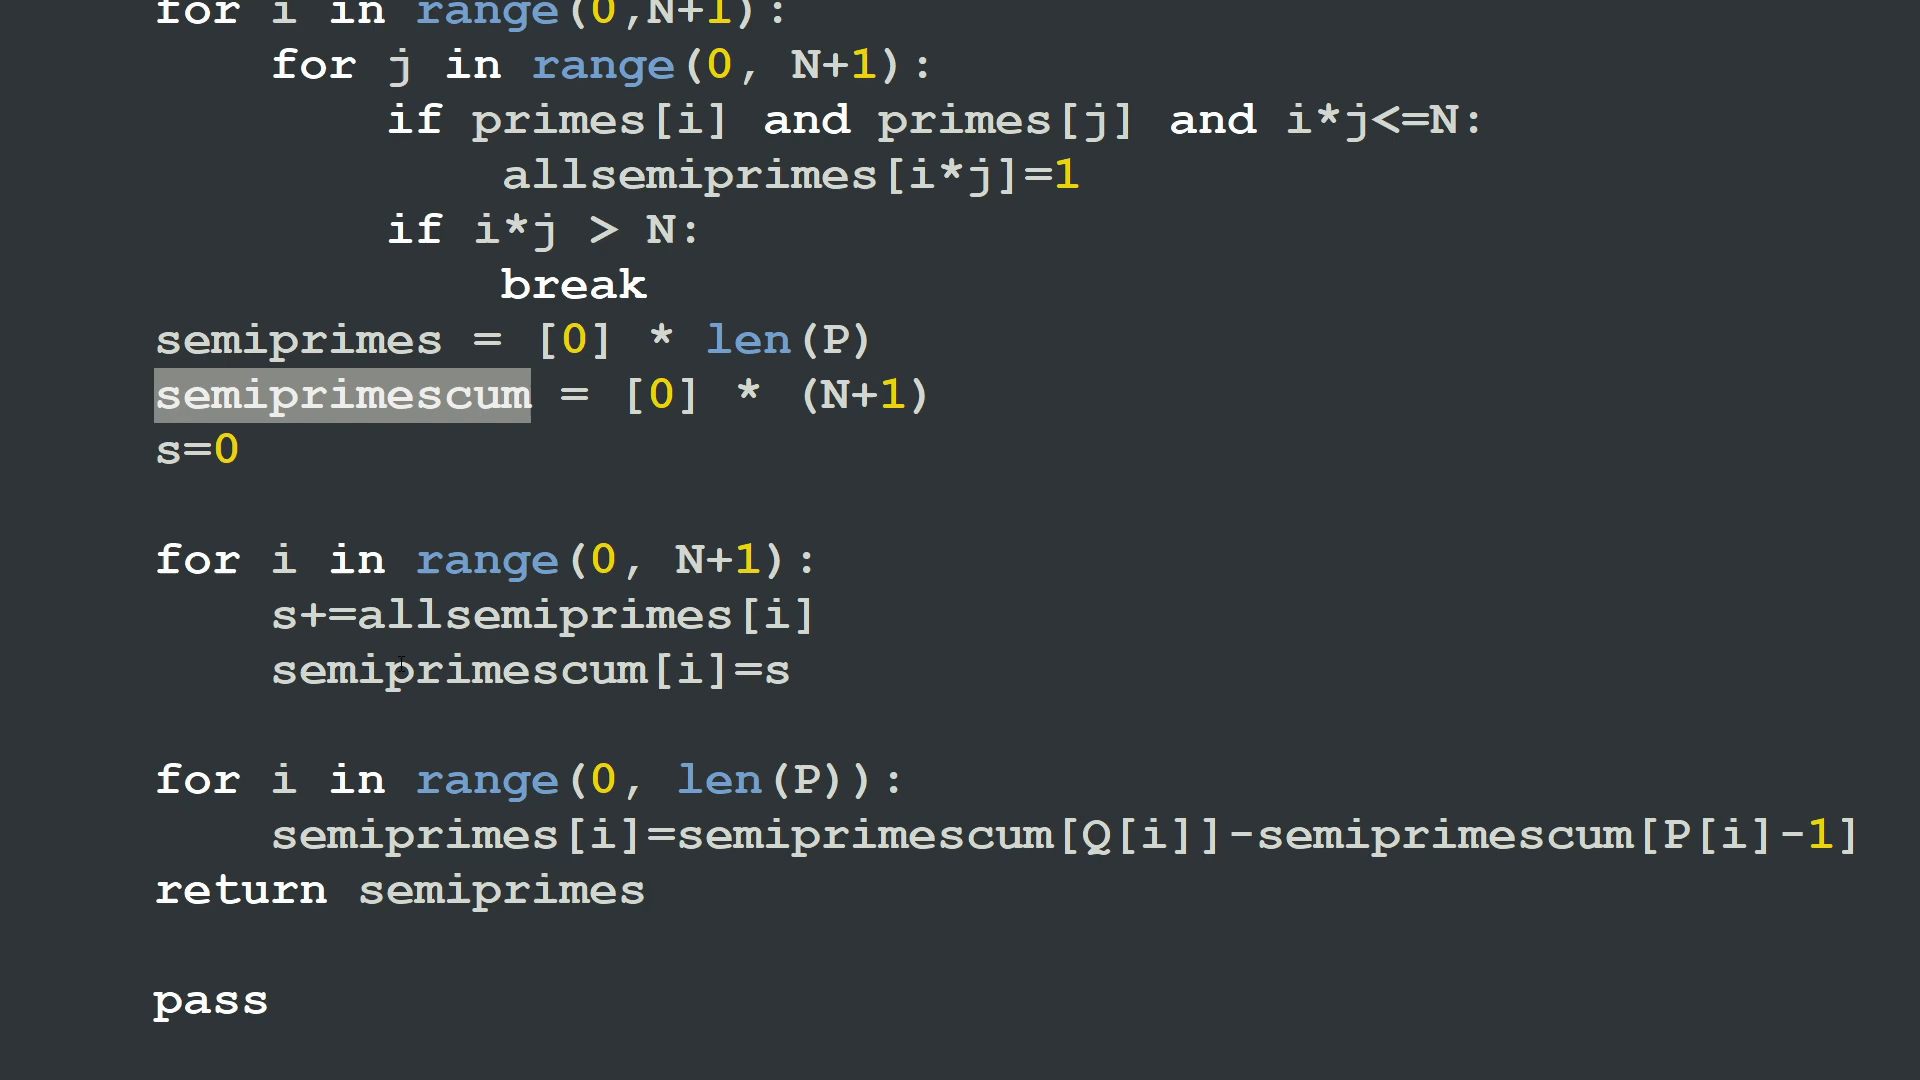 for i in range(0,N+1):
for j in range(0, N+1):
if primes[i] and primes[j] and i*j<=N:
allsemiprimes[i*j]=1
if i*j > N:
break
semiprimes = [0] * len(P)
semiprimescum = [0] * (N+1)
s=0
for i in range(0, N+1):
s+=allsemiprimes[i]
semiprimescum[i]=s
for i in range(0, len(P)):
semiprimes[i]=semiprimescum[Q[i]]-semiprimescum[P[i]-1]
return semiprimes
pass